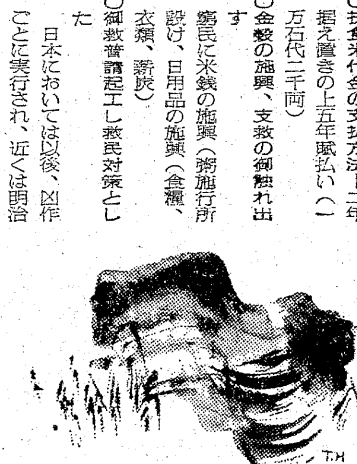 〇扶食米代金の支払方法―二年
据え置きの上五年賦払い（一
万石代二千両）
〇金穀の施興、支救の御触れ出
す
窮民に米銭の施興（粥施行所
設け、日用品の施興（食糧、
衣類、薪炭）
〇御救普請起工し救民対策とし
た
日本においては以後、凶作
ごとに実行され、近くは明治
T.H